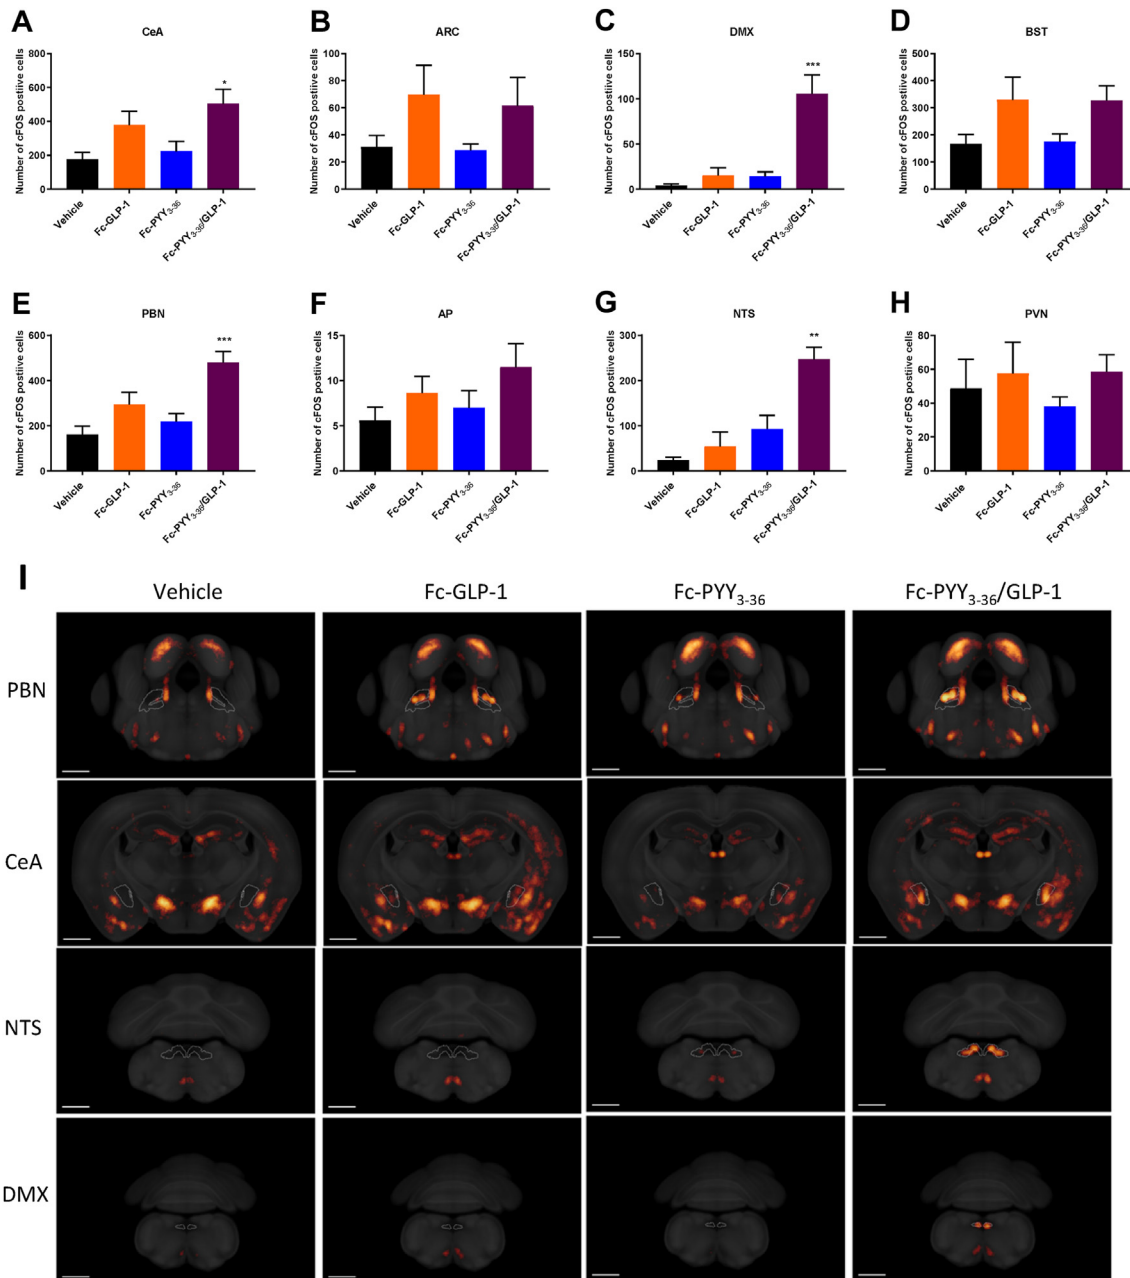 A
CeA
Number of cFOS postiive cells
800
600
400
200
0
*
Vehicle
Fc-GLP-1
Fc-PYY3-36
Fc-PYY3-36/GLP-1
B
ARC
Number of cFOS postiive cells
100
80
60
40
20
0
Vehicle
Fc-GLP-1
Fc-PYY3-36
Fc-PYY3-36/GLP-1
C
DMX
Number of cFOS postiive cells
150
100
50
0
***
Vehicle
Fc-GLP-1
Fc-PYY3-36
Fc-PYY3-36/GLP-1
D
BST
Number of cFOS postiive cells
500
400
300
200
100
0
Vehicle
Fc-GLP-1
Fc-PYY3-36
Fc-PYY3-36/GLP-1
E
PBN
Number of cFOS postiive cells
600
400
200
0
***
Vehicle
Fc-GLP-1
Fc-PYY3-36
Fc-PYY3-36/GLP-1
F
AP
Number of cFOS postiive cells
15
10
5
0
Vehicle
Fc-GLP-1
Fc-PYY3-36
Fc-PYY3-36/GLP-1
G
NTS
Number of cFOS postiive cells
300
200
100
0
**
Vehicle
Fc-GLP-1
Fc-PYY3-36
Fc-PYY3-36/GLP-1
H
PVN
Number of cFOS postiive cells
80
60
40
20
0
Vehicle
Fc-GLP-1
Fc-PYY3-36
Fc-PYY3-36/GLP-1
I
Vehicle
Fc-GLP-1
Fc-PYY3-36
Fc-PYY3-36/GLP-1
PBN
CeA
NTS
DMX